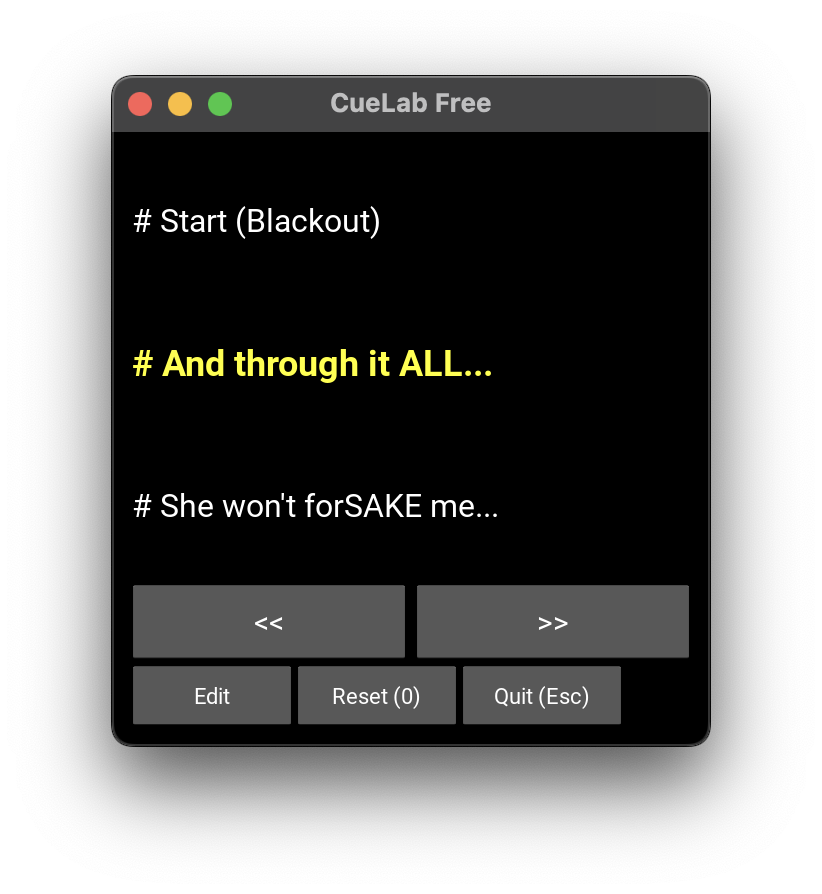 CueLab Free
# Start (Blackout)
# And through it ALL...
# She won't forSAKE me...
<< >>
Edit Reset (0) Quit (Esc)